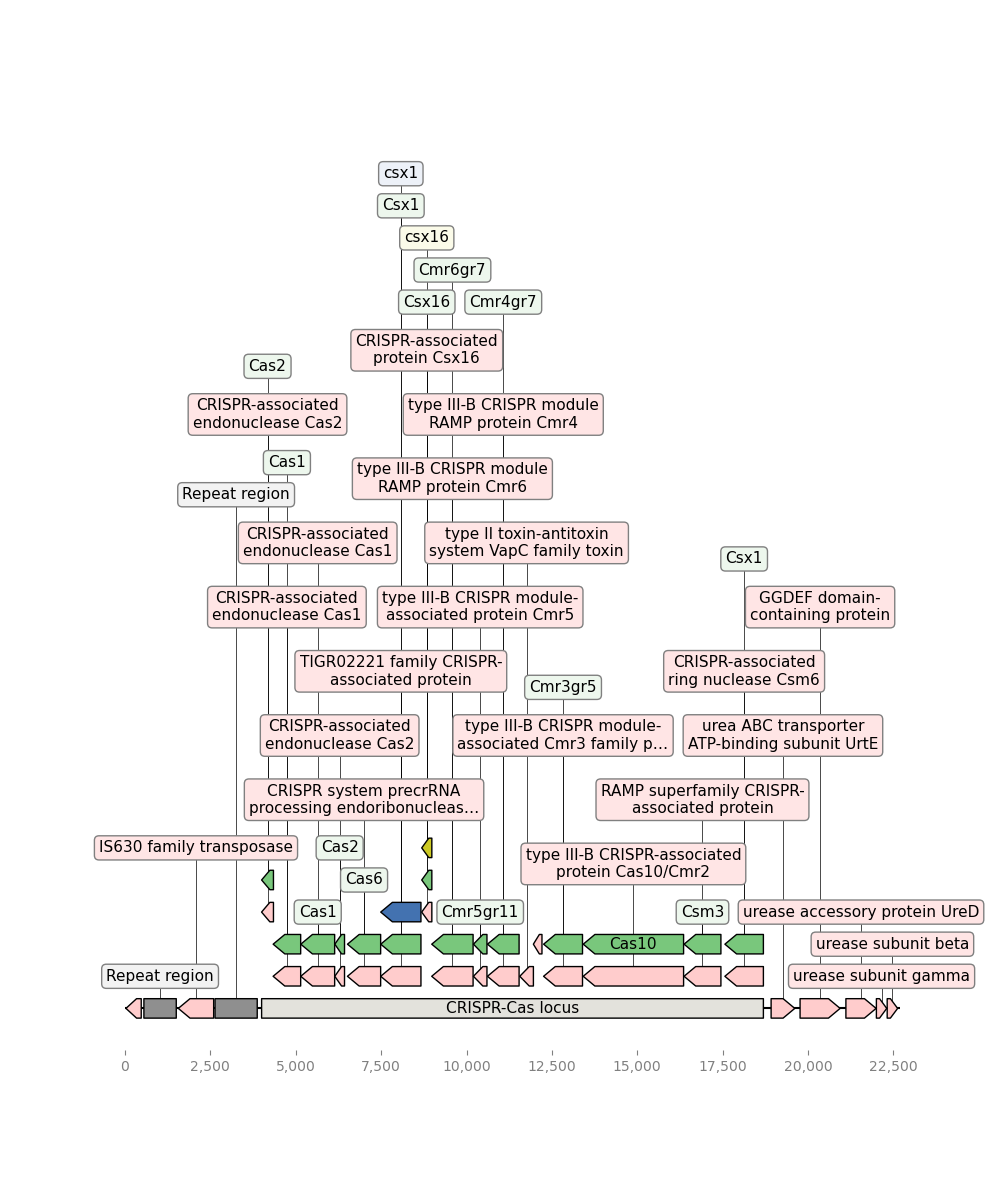 csx1
Csx1
csx16
Cmr6gr7
Csx16
Cmr4gr7
CRISPR-associated
protein Csx16
Cas2
CRISPR-associated
endonuclease Cas2
type III-B CRISPR module
RAMP protein Cmr4
Cas1
type III-B CRISPR module
RAMP protein Cmr6
Repeat region
CRISPR-associated
endonuclease Cas1
type II toxin-antitoxin
system VapC family toxin
Csx1
CRISPR-associated
endonuclease Cas1
type III-B CRISPR module-
associated protein Cmr5
GGDEF domain-
containing protein
TIGR02221 family CRISPR-
associated protein
Cmr3gr5
CRISPR-associated
ring nuclease Csm6
CRISPR-associated
endonuclease Cas2
type III-B CRISPR module-
associated Cmr3 family p...
urea ABC transporter
ATP-binding subunit UrtE
CRISPR system precrRNA
processing endoribonucleas...
RAMP superfamily CRISPR-
associated protein
IS630 family transposase
Cas2
type III-B CRISPR-associated
protein Cas10/Cmr2
Cas6
Cas1
Cmr5gr11
Csm3
urease accessory protein UreD
Cas10
urease subunit beta
Repeat region
urease subunit gamma
CRISPR-Cas locus
0
2,500
5,000
7,500
10,000
12,500
15,000
17,500
20,000
22,500